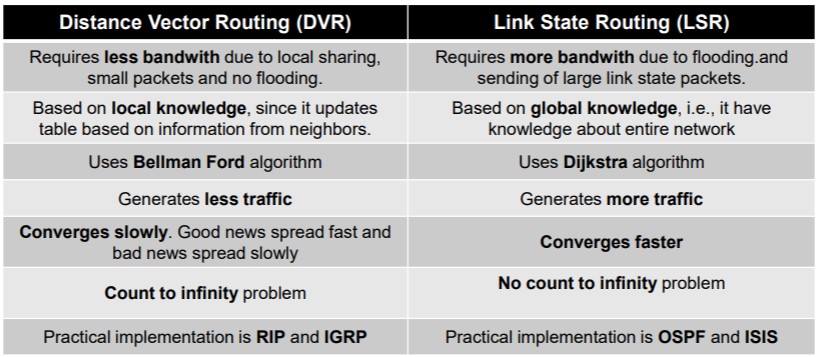 Distance Vector Routing (DVR)
Link State Routing (LSR)
Requires less bandwith due to local sharing,
small packets and no flooding.
Requires more bandwith due to flooding.and
sending of large link state packets.
Based on local knowledge, since it updates
table based on information from neighbors.
Based on global knowledge, i.e., it have
knowledge about entire network
Uses Bellman Ford algorithm
Uses Dijkstra algorithm
Generates less traffic
Generates more traffic
Converges slowly. Good news spread fast and
bad news spread slowly
Converges faster
Count to infinity problem
No count to infinity problem
Practical implementation is RIP and IGRP
Practical implementation is OSPF and ISIS